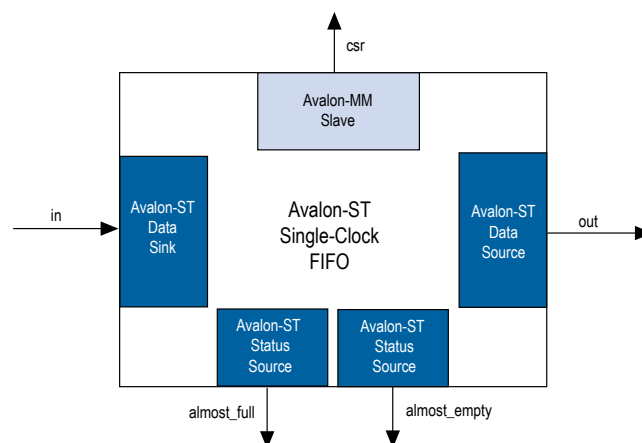 csr
Avalon-MM
Slave
in
Avalon-ST
Data
Sink
Avalon-ST
Single-Clock
FIFO
Avalon-ST
Data
Source
out
Avalon-ST
Status
Source
Avalon-ST
Status
Source
almost_full
almost_empty